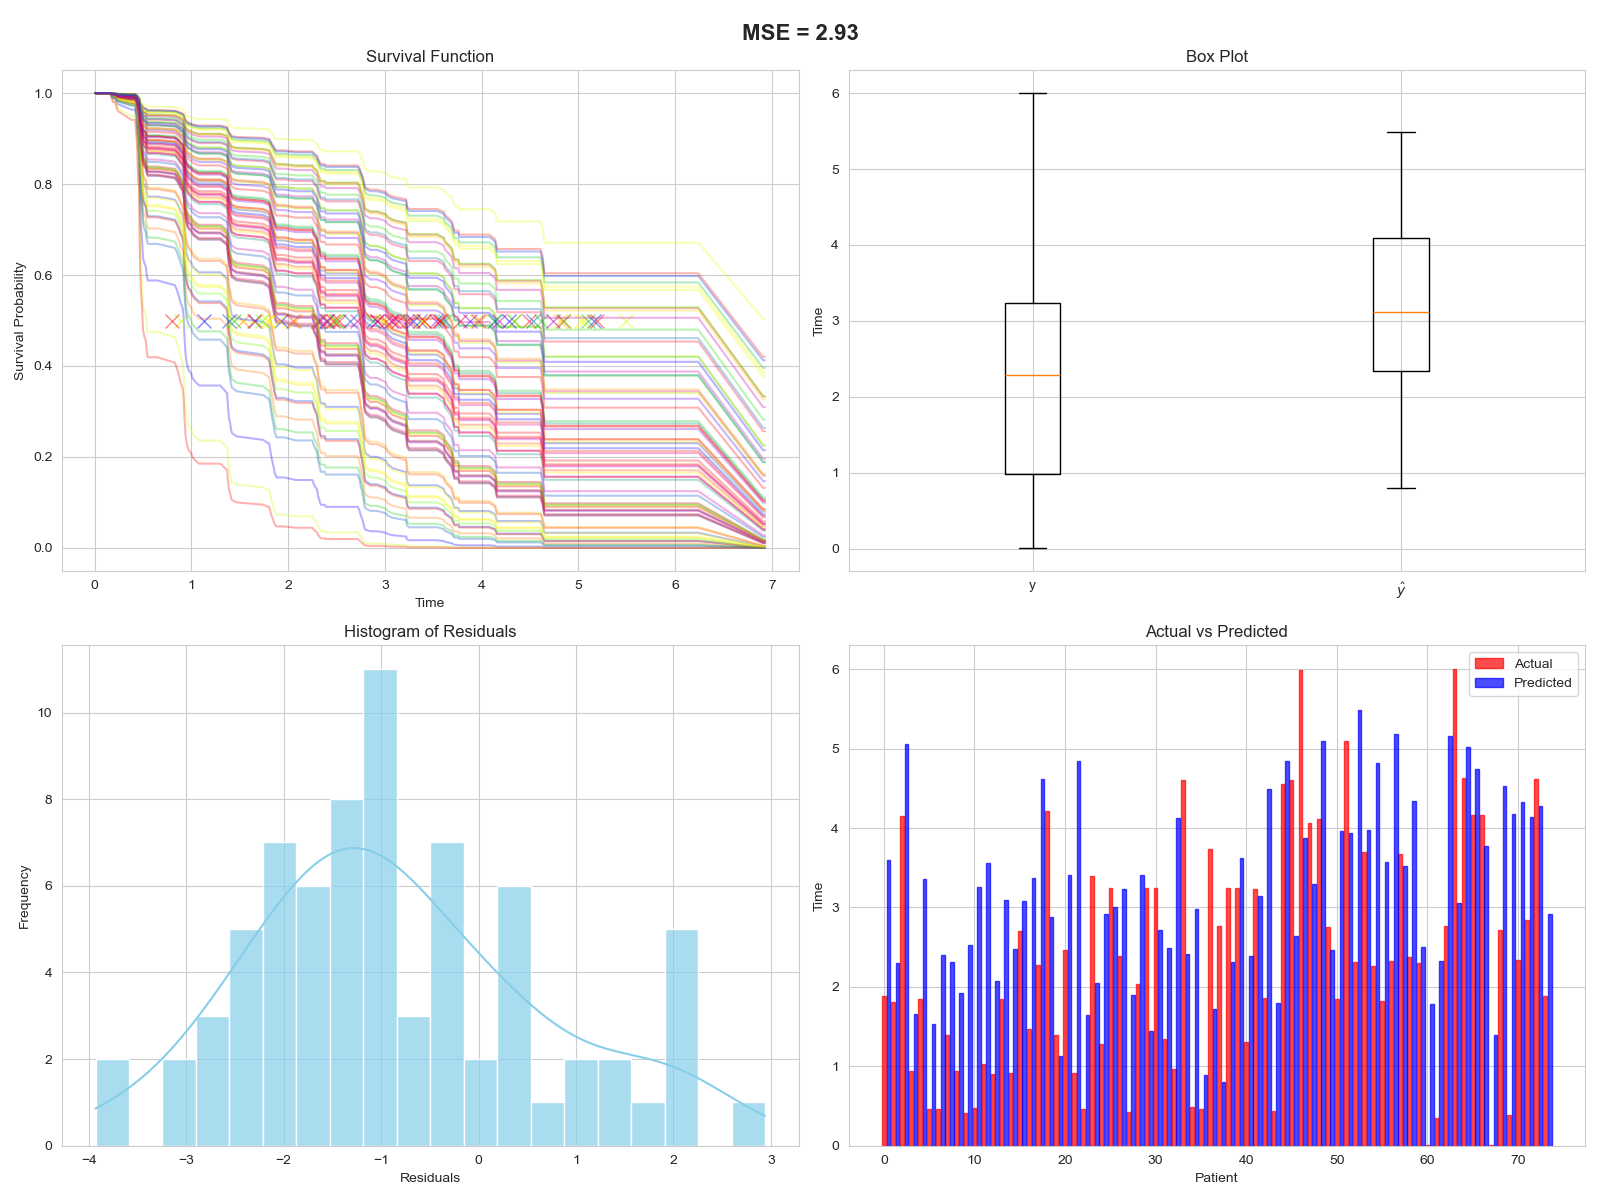 MSE = 2.93
Survival Function
Survival Probability
1.0
0.8
0.6
0.4
0.2
0.0
0 1 2 3 4 5 6 7
Time
Box Plot
Time
6
5
4
3
2
1
0
y ŷ
Histogram of Residuals
Frequency
10
8
6
4
2
0
−4 −3 −2 −1 0 1 2 3
Residuals
Actual vs Predicted
Actual
Predicted
Time
6
5
4
3
2
1
0
0 10 20 30 40 50 60 70
Patient